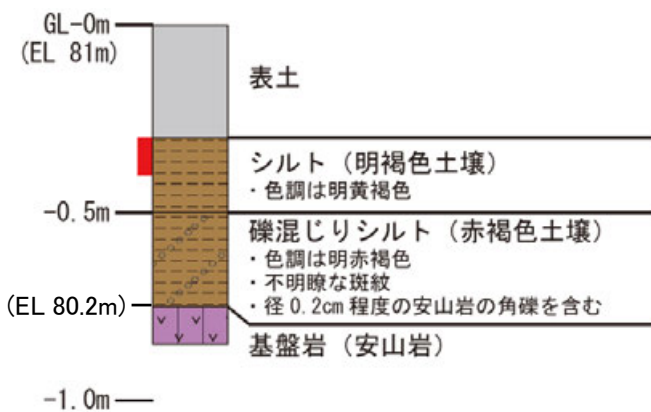 GL-0m
(EL 81m)
表土
シルト（明褐色土壌）
・色調は明黄褐色
-0.5m
礫混じりシルト（赤褐色土壌）
・色調は明赤褐色
・不明瞭な斑紋
・径0.2cm程度の安山岩の角礫を含む
(EL 80.2m)
基盤岩（安山岩）
-1.0m